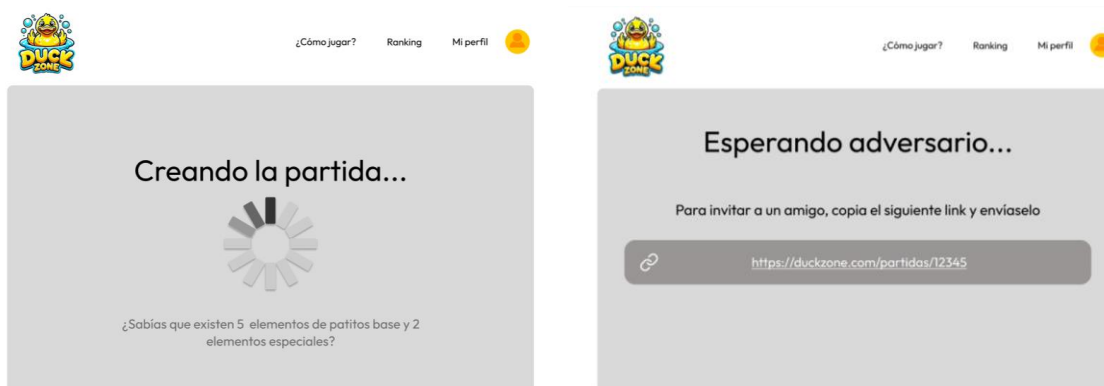 DUCK
ZONE
¿Cómo jugar? Ranking Mi perfil
Creando la partida...
¿Sabías que existen 5 elementos de patitos base y 2
elementos especiales?
DUCK
ZONE
¿Cómo jugar? Ranking Mi perfil
Esperando adversario...
Para invitar a un amigo, copia el siguiente link y envíaselo
https://duckzone.com/partidas/12345